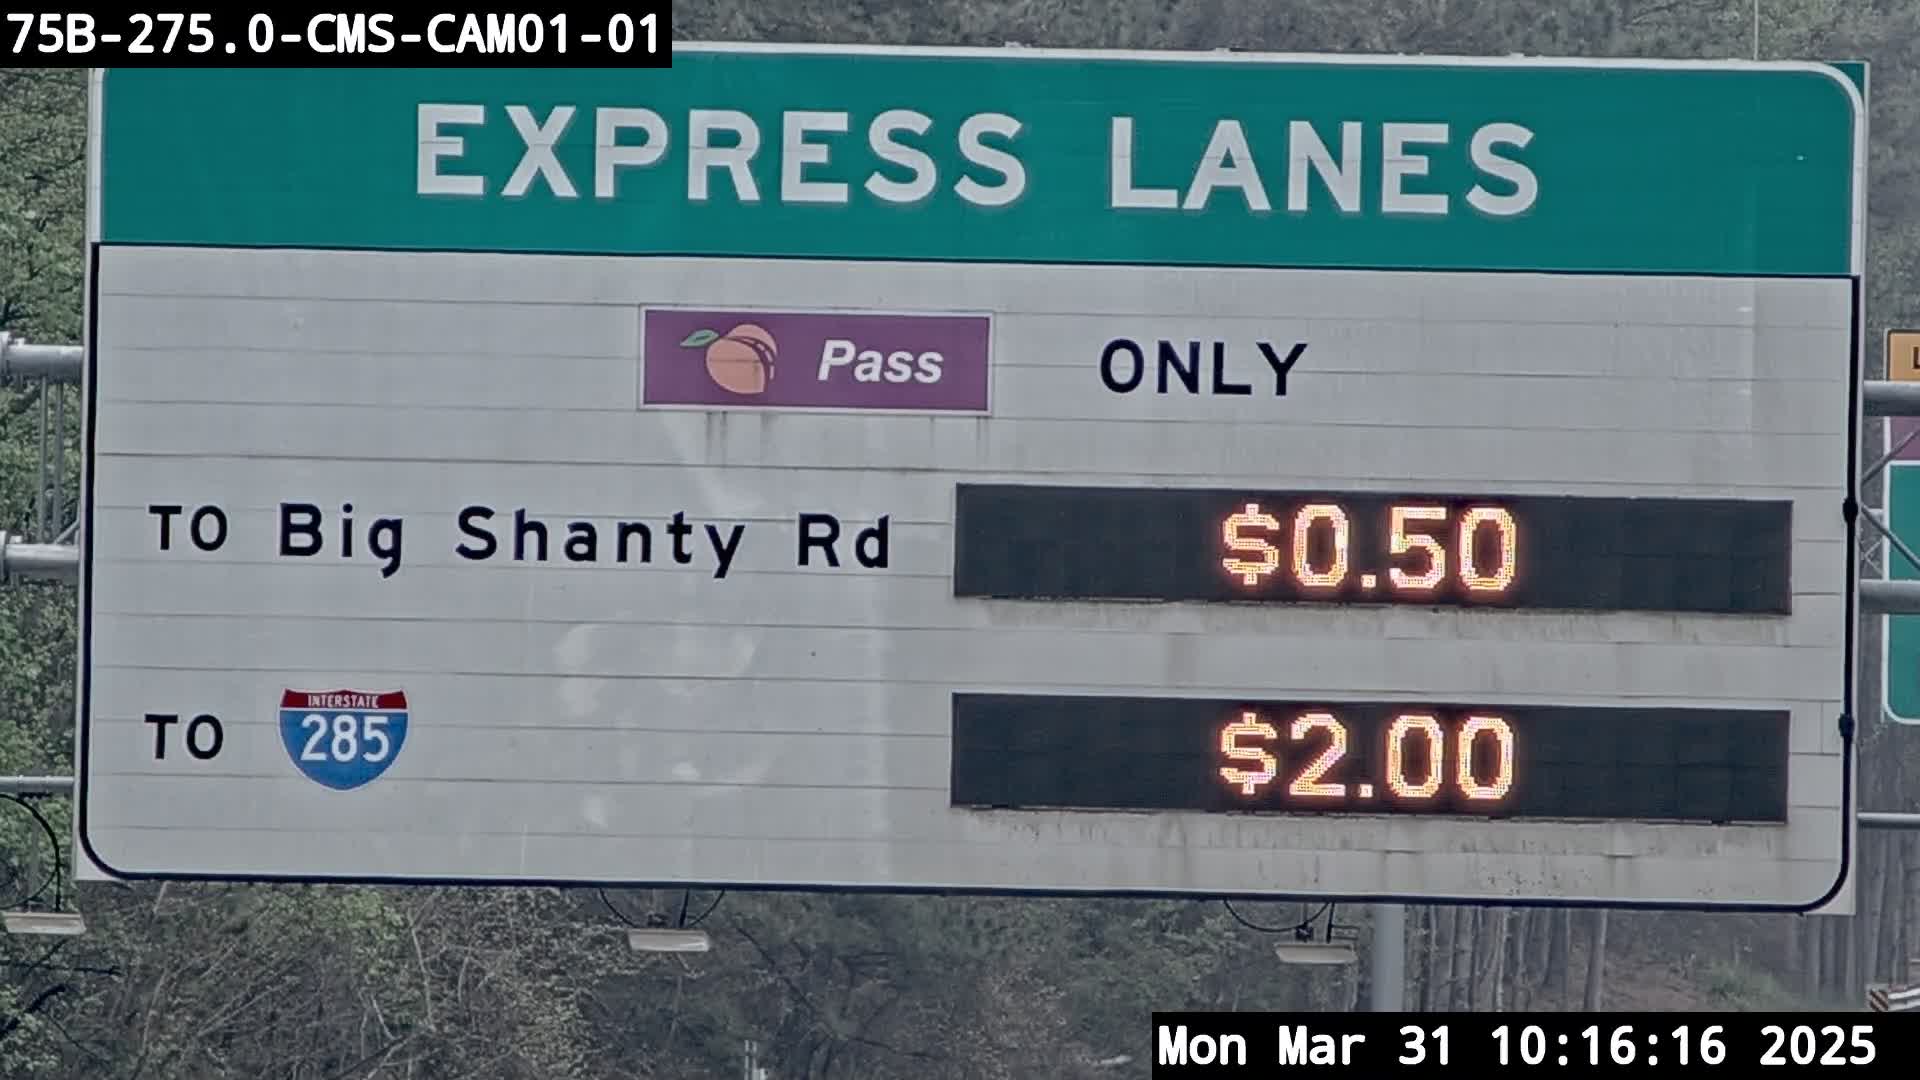 75B-275.0-CMS-CAM01-01
EXPRESS LANES
Pass ONLY
TO Big Shanty Rd $0.50
TO INTERSTATE 285 $2.00
Mon Mar 31 10:16:16 2025